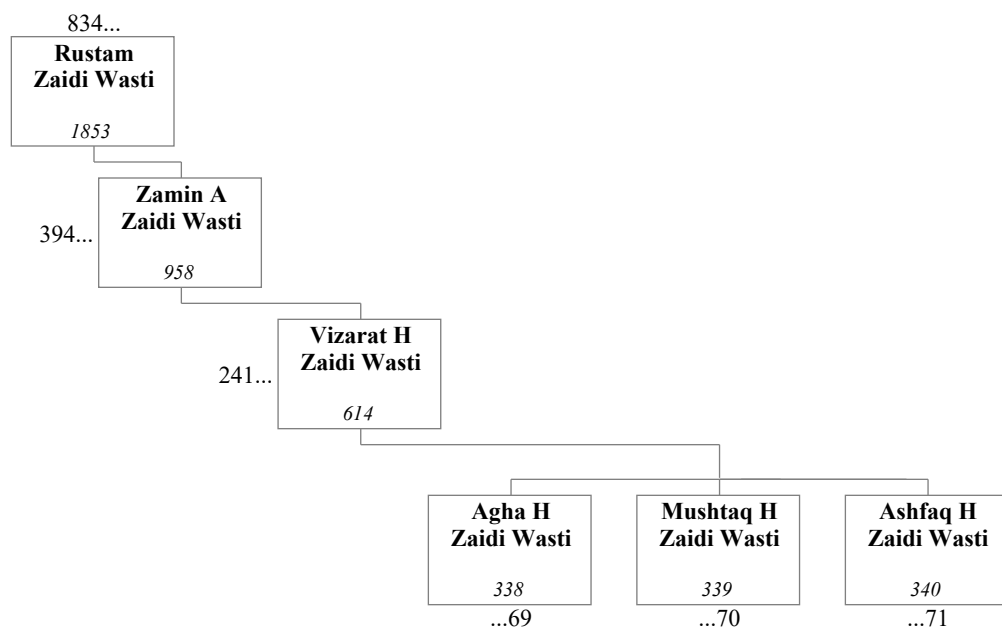 834...
Rustam
Zaidi Wasti
1853
Zamin A
Zaidi Wasti
394...
958
Vizarat H
Zaidi Wasti
241...
614
Agha H
Zaidi Wasti
338
...69
Mushtaq H
Zaidi Wasti
339
...70
Ashfaq H
Zaidi Wasti
340
...71